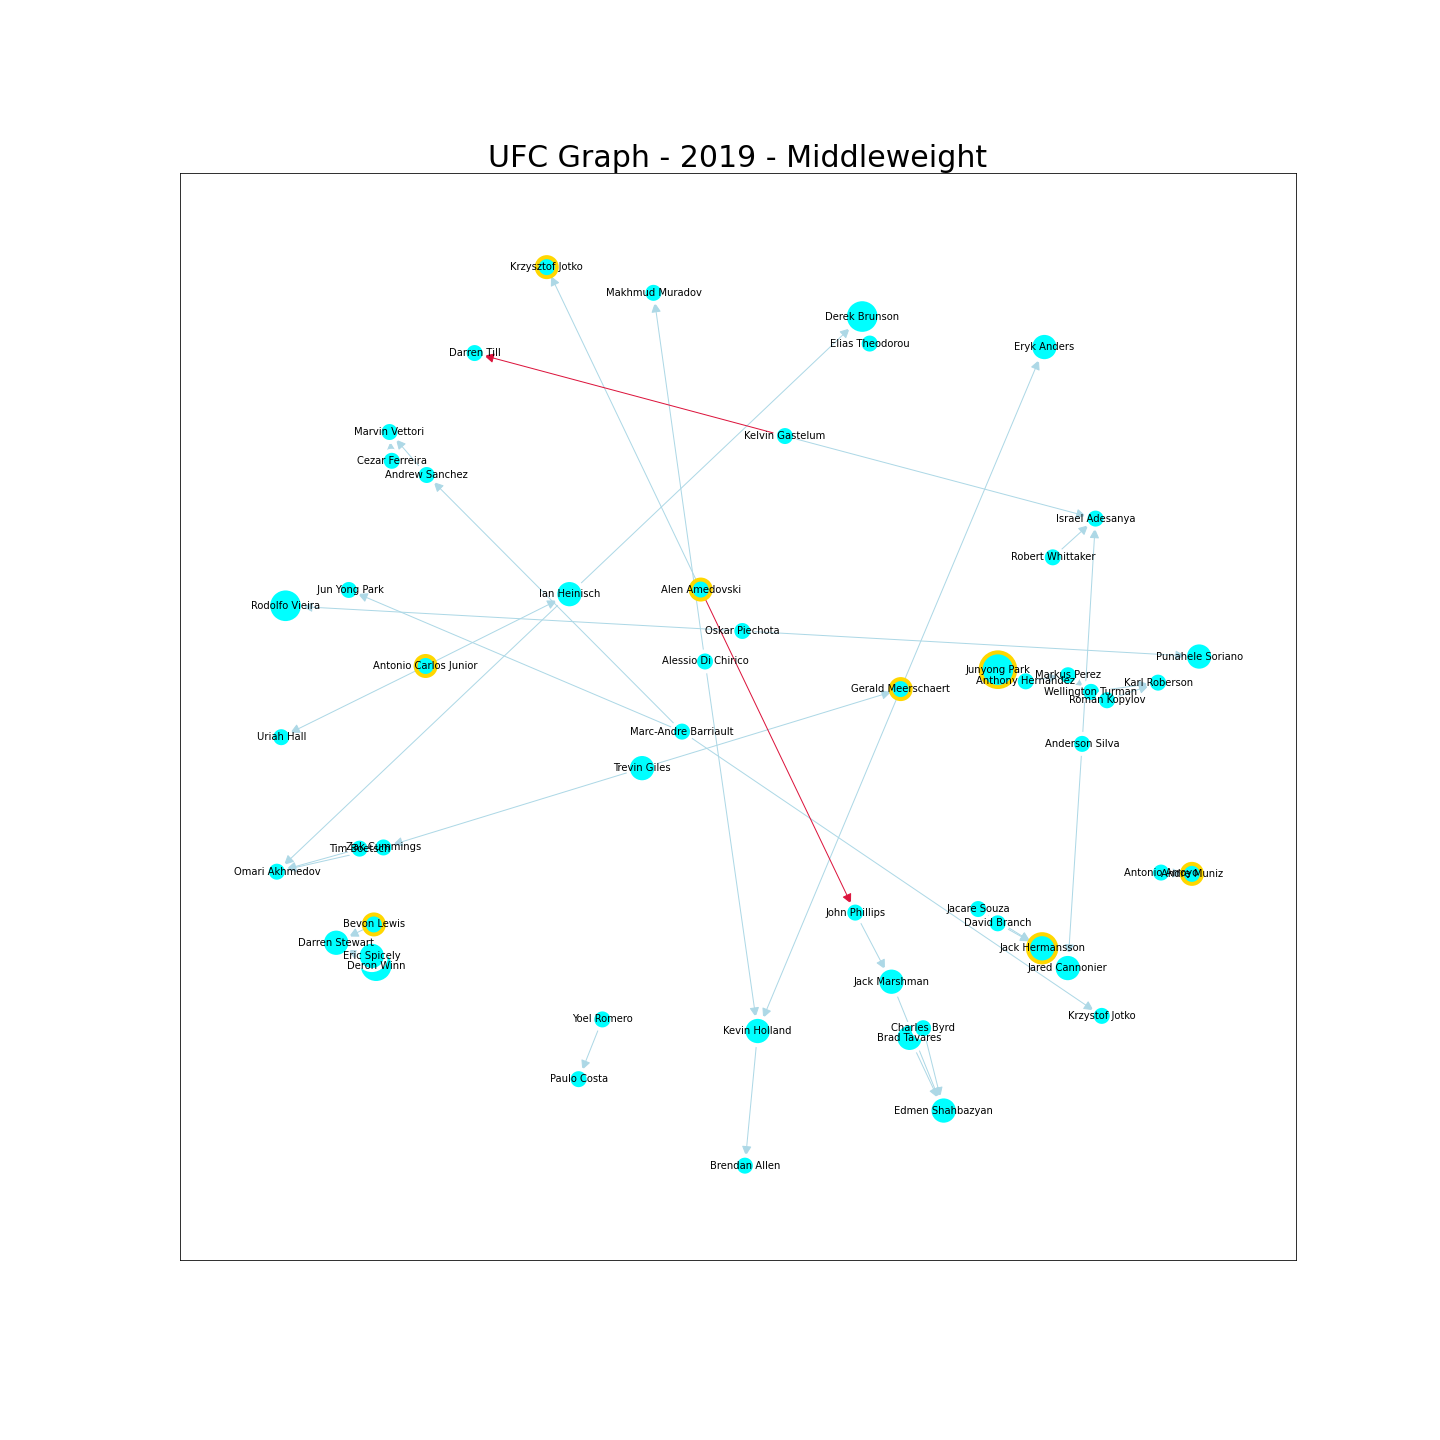 UFC Graph - 2019 - Middleweight
Krzysztof Jotko
Makhmud Muradov
Derek Brunson
Elias Theodorou
Eryk Anders
Darren Till
Marvin Vettori
Kelvin Gastelum
Cezar Ferreira
Andrew Sanchez
Israel Adesanya
Robert Whittaker
Jun Yong Park
Ian Heinisch
Alen Amedovski
Rodolfo Vieira
Oskar Piechota
Alessio Di Chirico
Punahele Soriano
Antonio Carlos Junior
Junyong Park
Markus Perez
Anthony Hernandez
Karl Roberson
Gerald Meerschaert
Wellington Turman
Roman Kopylov
Uriah Hall
Marc-Andre Barriault
Anderson Silva
Trevin Giles
Zak Cummings
Tim Boetsch
Omari Akhmedov
Antonio Arroyo
Andre Muniz
John Phillips
Jacare Souza
Bevon Lewis
David Branch
Darren Stewart
Jack Hermansson
Eric Spicely
Deron Winn
Jared Cannonier
Jack Marshman
Krzystof Jotko
Yoel Romero
Kevin Holland
Charles Byrd
Brad Tavares
Paulo Costa
Edmen Shahbazyan
Brendan Allen